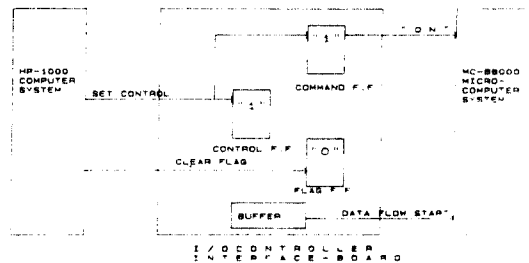 "1"
"ON"
HP-1000
COMPUTER
SYSTEM
COMMAND F.F
MC-68000
MICRO-
COMPUTER
SYSTEM
SET CONTROL
"1"
CONTROL F.F
"0"
CLEAR FLAG
FLAG F.F
BUFFER
DATA FLOW START
I/O CONTROLLER
INTERFACE-BOARD